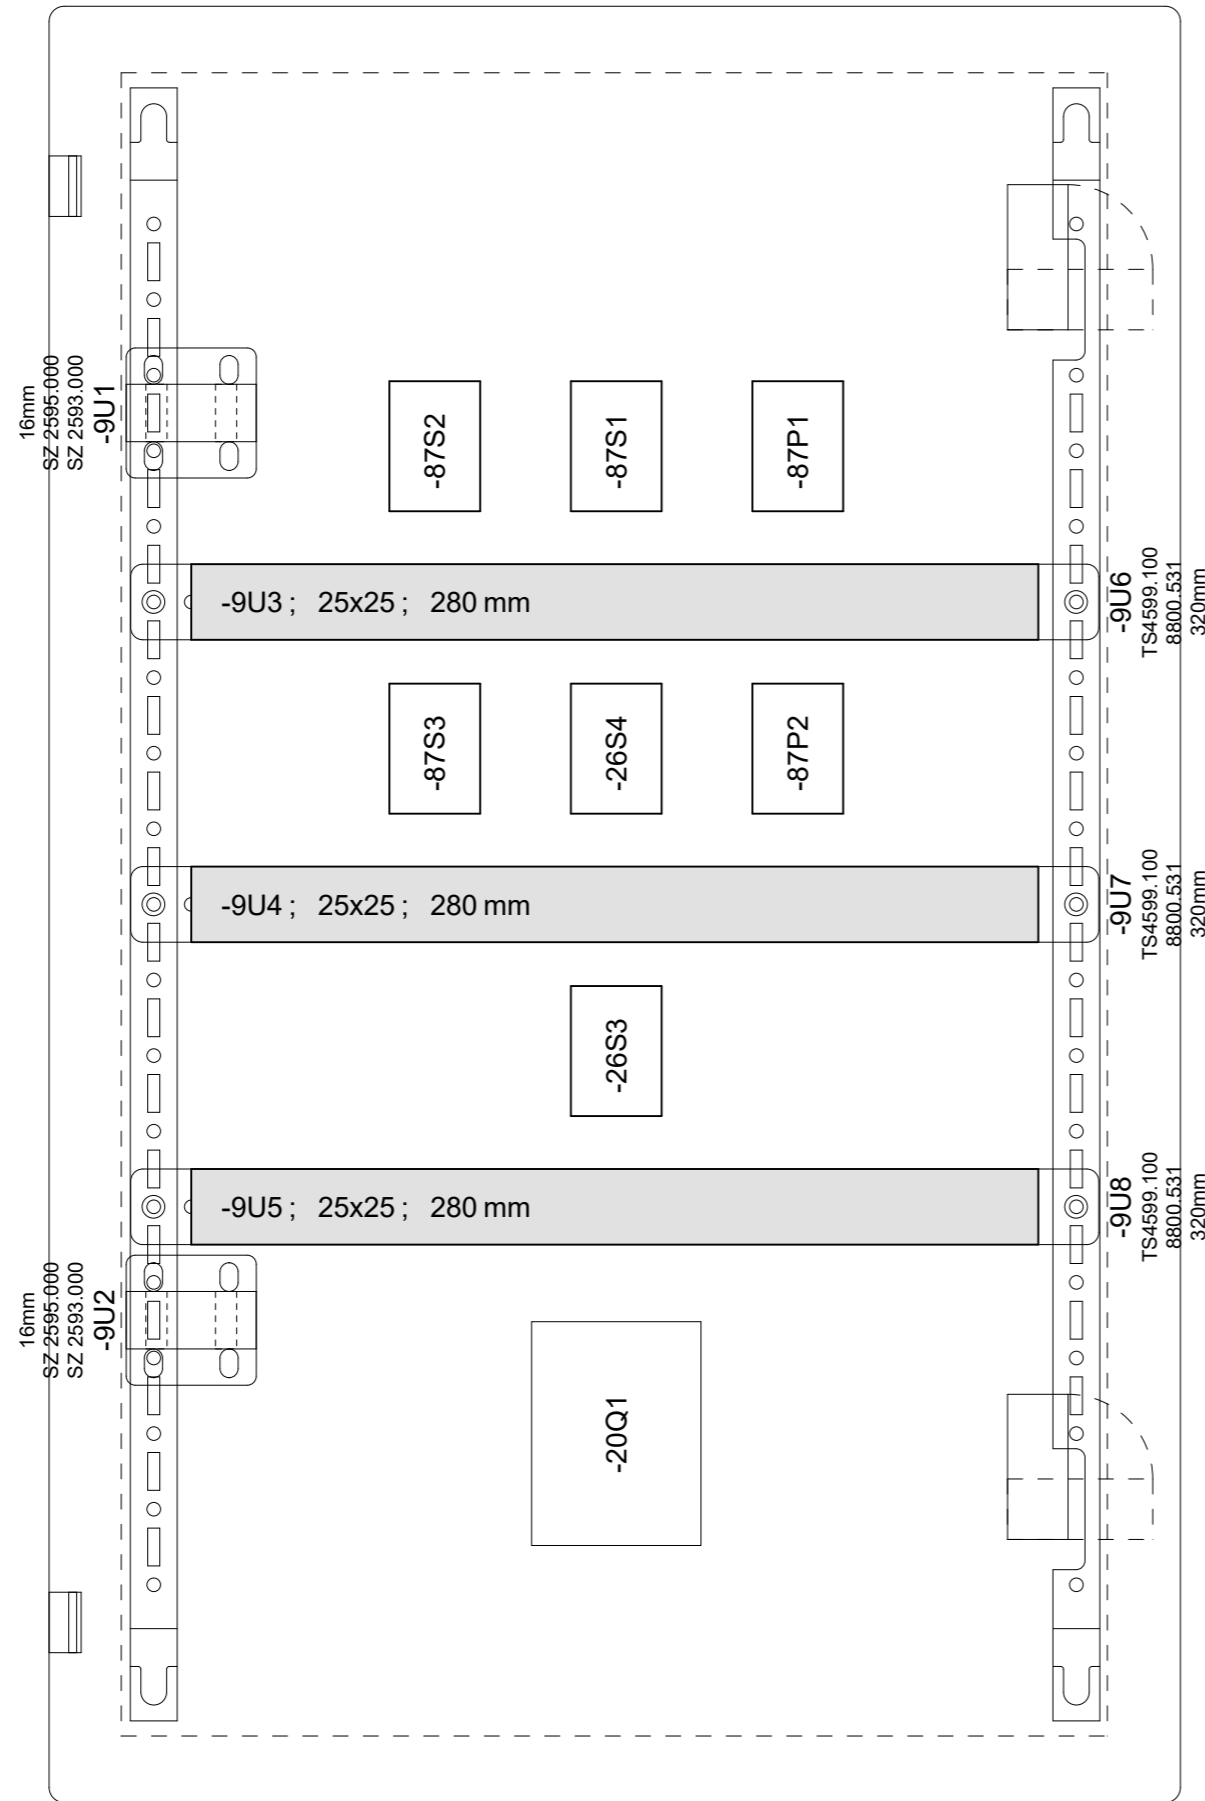 16mm
SZ 2595.000
SZ 2593.000
-9U1
-87S2
-87S1
-87P1
-9U3 ; 25x25 ; 280 mm
-9U6
TS4599.100
8800.531
320mm
-87S3
-26S4
-87P2
-9U4 ; 25x25 ; 280 mm
-9U7
TS4599.100
8800.531
320mm
-26S3
-9U5 ; 25x25 ; 280 mm
-9U8
TS4599.100
8800.531
320mm
16mm
SZ 2595.000
SZ 2593.000
-9U2
-20Q1